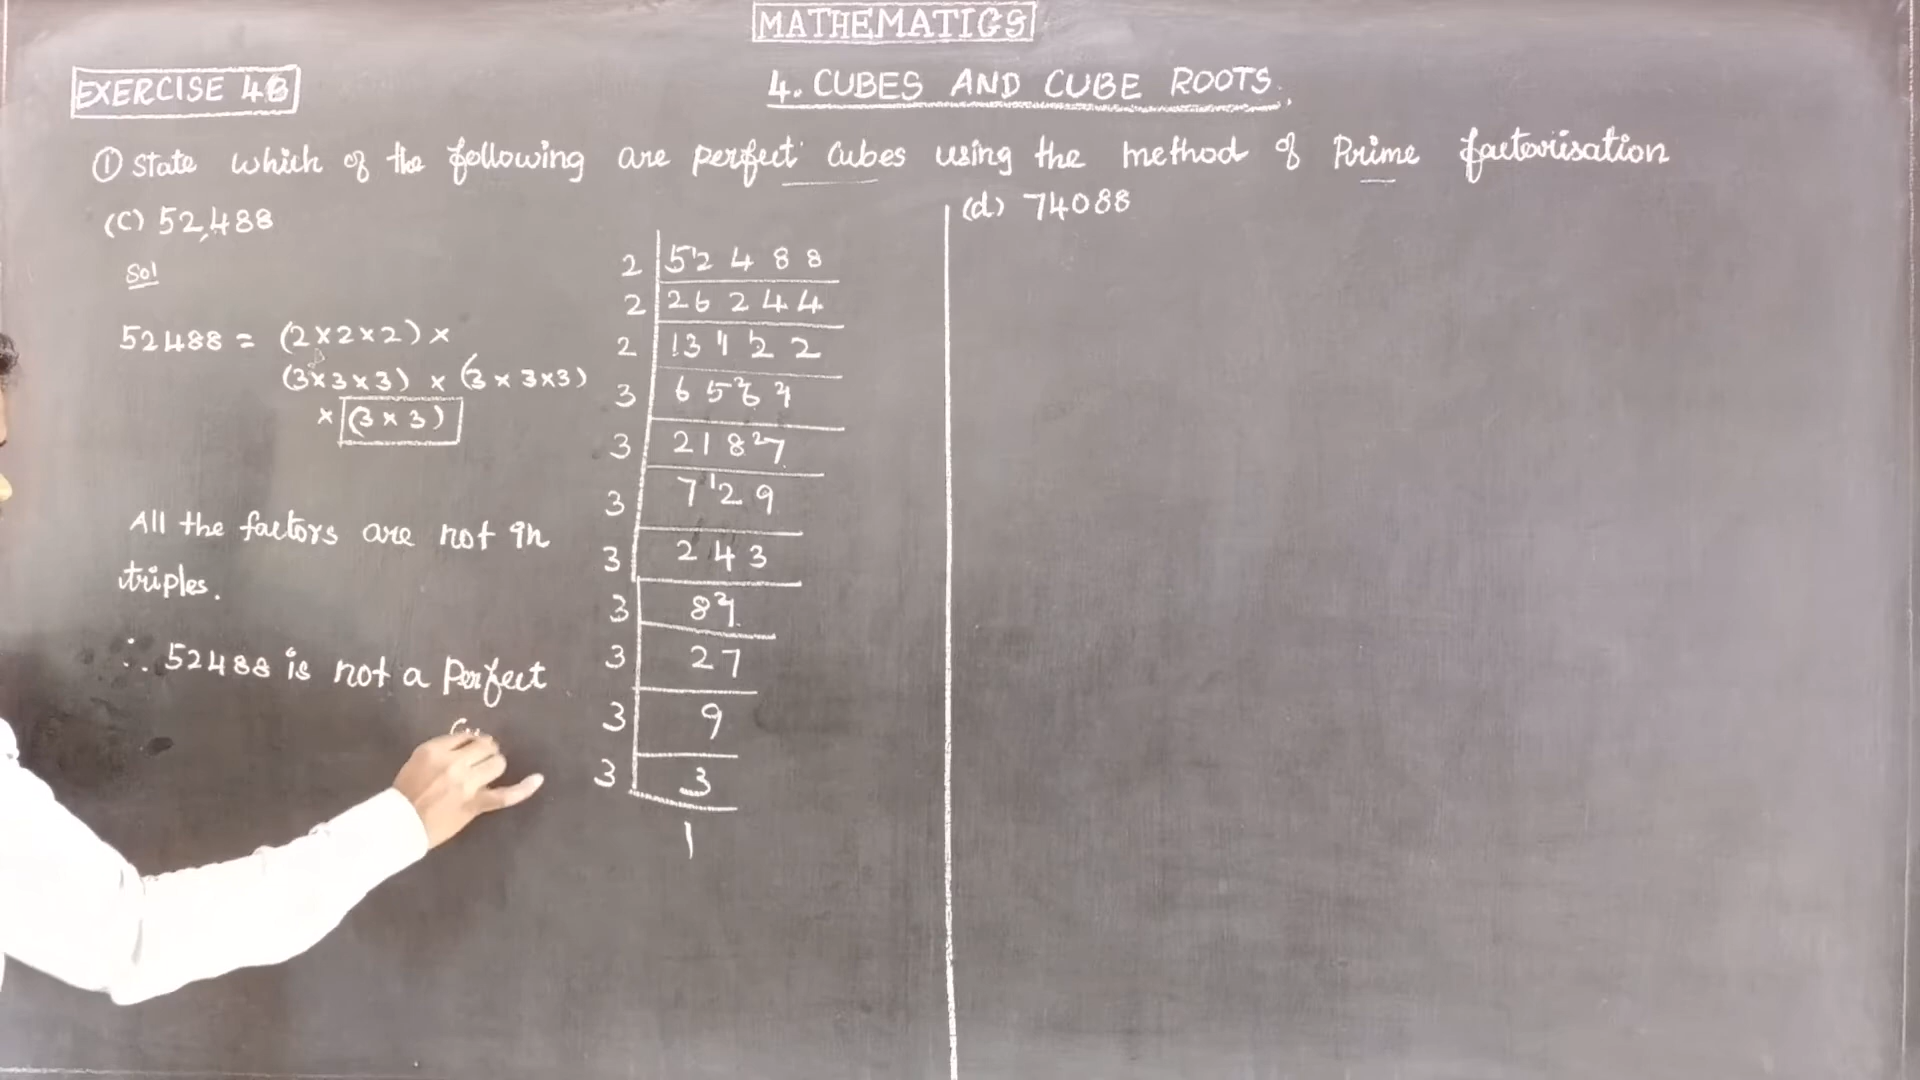 MATHEMATICS
EXERCISE 4B
4. CUBES AND CUBE ROOTS.
① State which of the following are perfect cubes using the method of Prime factorisation
(C) 52,488
Sol
52488 = (2×2×2) ×
(3×3×3) × (3×3×3)
× (3×3)
All the factors are not in
triples.
∴ 52488 is not a Perfect
2 | 52488
2 | 26244
2 | 13122
3 | 6561
3 | 2187
3 | 729
3 | 243
3 | 81
3 | 27
3 | 9
3 | 3
1
(d) 74088